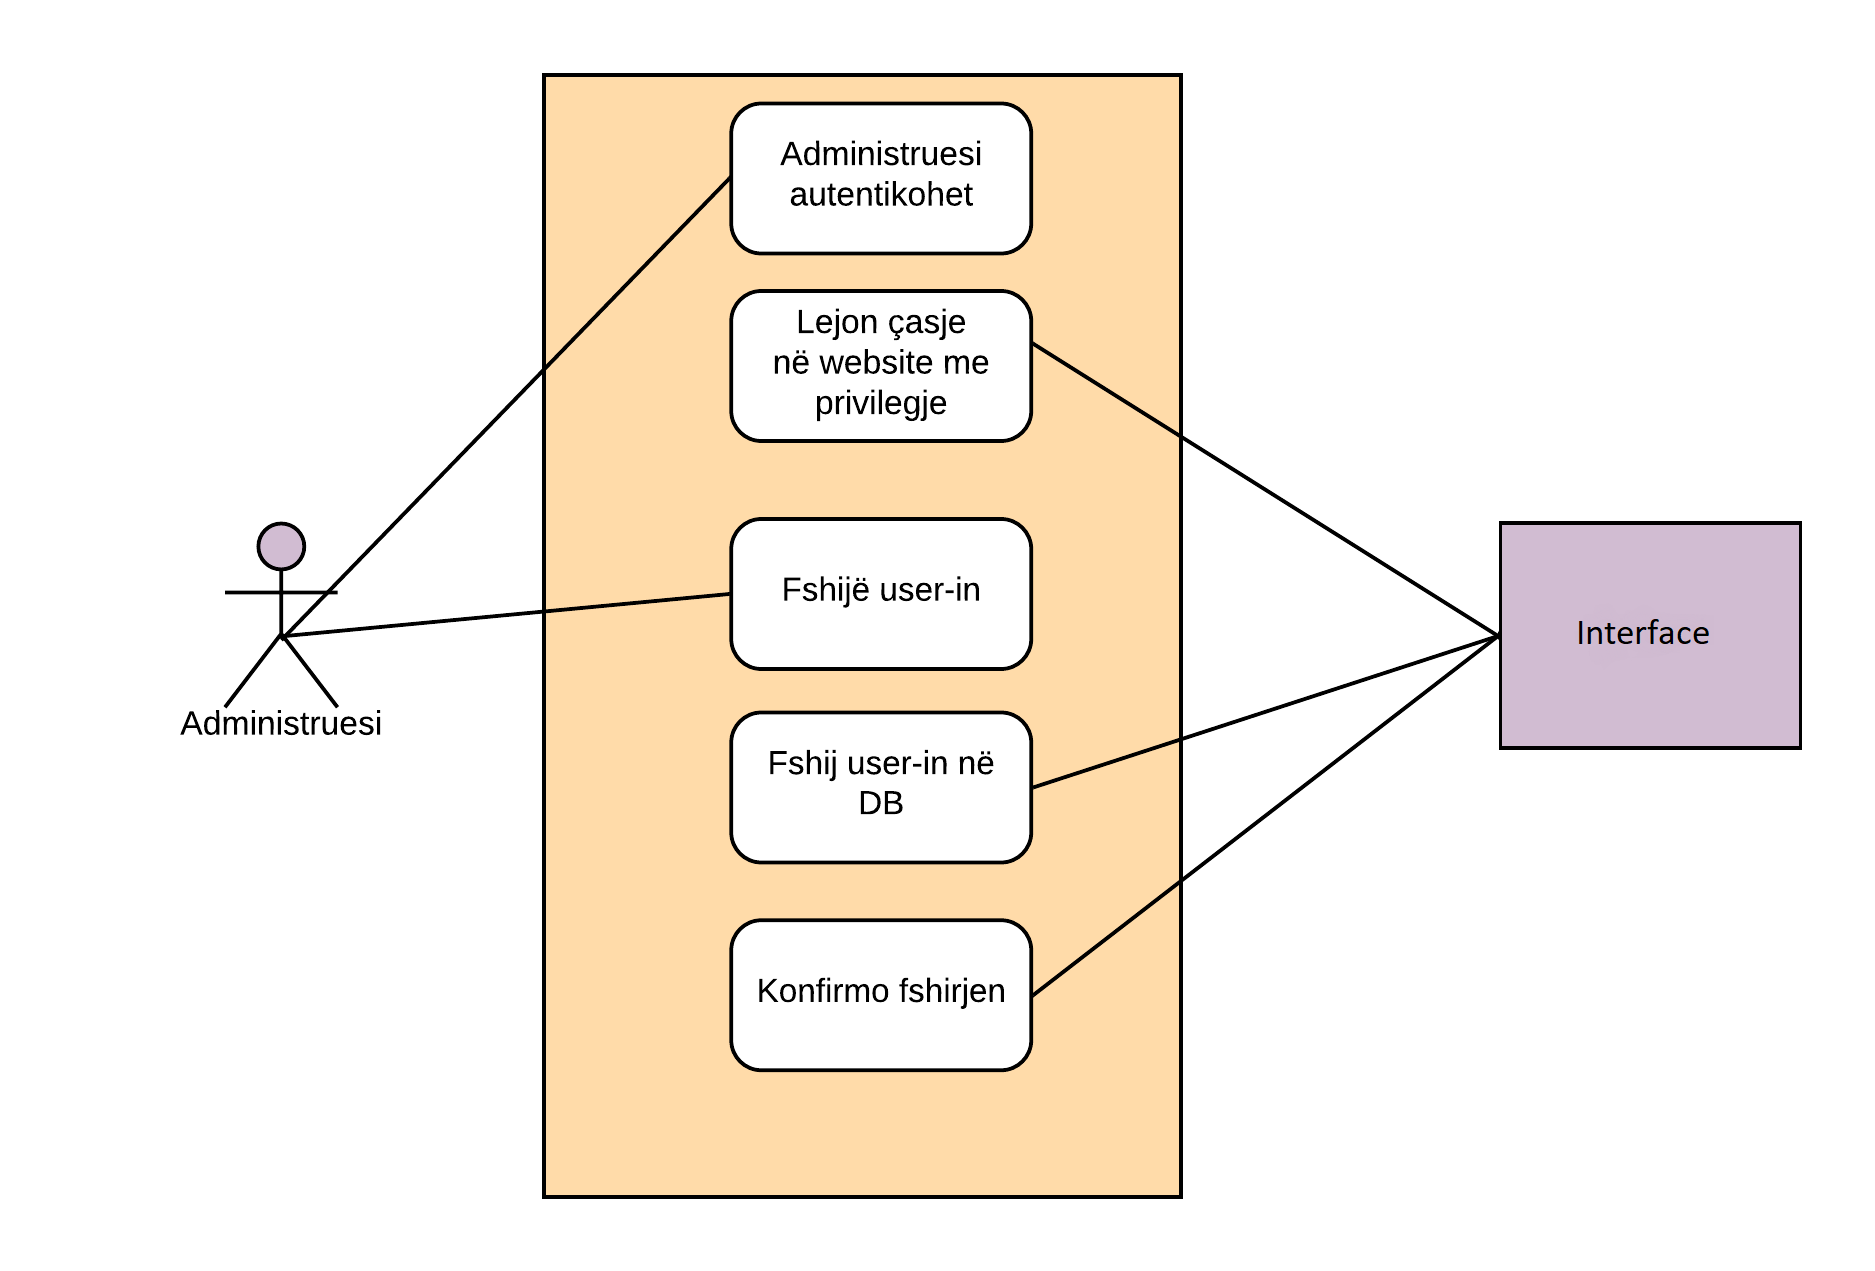 Administruesi
autentikohet
Lejon çasje
në website me
privilegje
Fshijë user-in
Interface
Administruesi
Fshij user-in në
DB
Konfirmo fshirjen